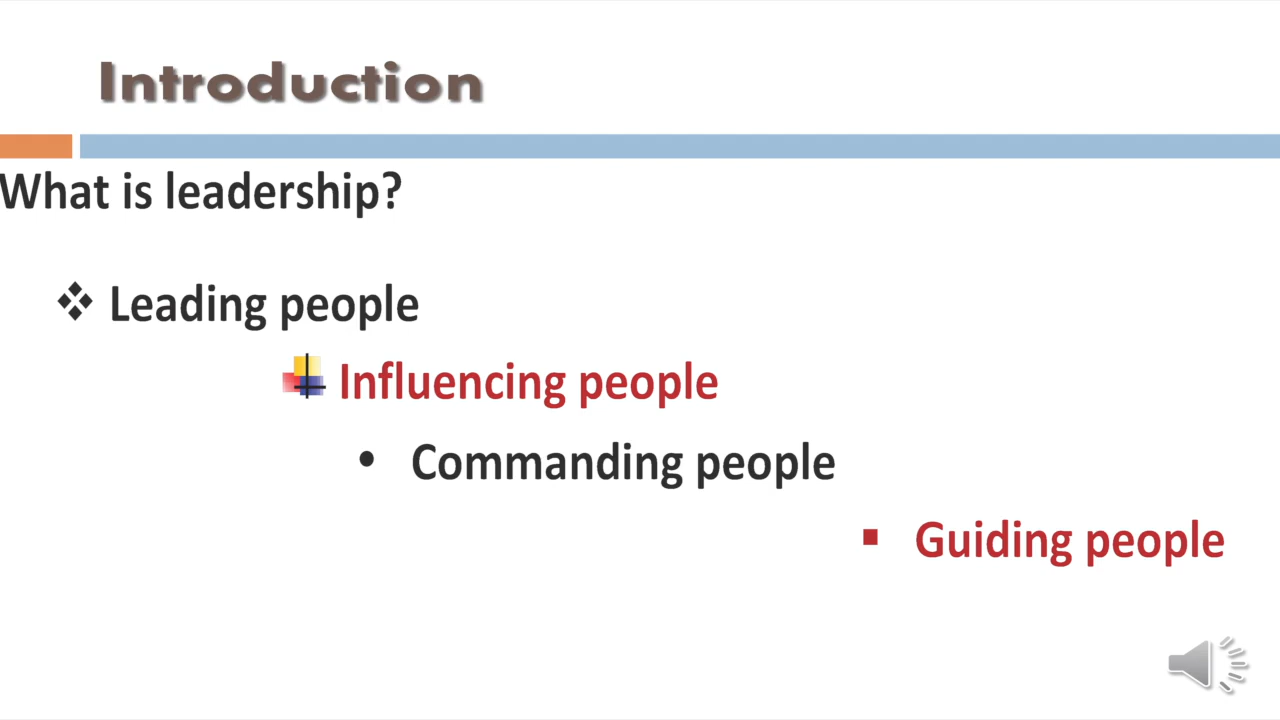 Introduction
What is leadership?
❖ Leading people
Influencing people
• Commanding people
▪ Guiding people